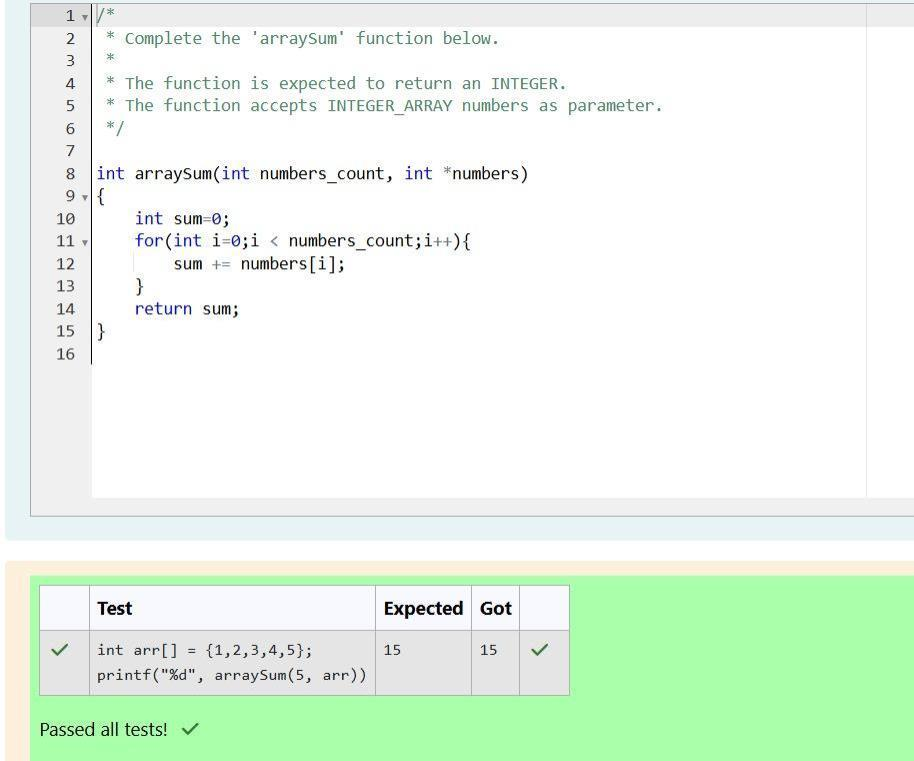 1 /*
2  * Complete the 'arraySum' function below.
3  *
4  * The function is expected to return an INTEGER.
5  * The function accepts INTEGER_ARRAY numbers as parameter.
6  */
7
8 int arraySum(int numbers_count, int *numbers)
9 {
10     int sum=0;
11     for(int i=0;i < numbers_count;i++){
12         sum += numbers[i];
13     }
14     return sum;
15 }
16
Test Expected Got
int arr[] = {1,2,3,4,5}; 15 15
printf("%d", arraySum(5, arr))
Passed all tests!